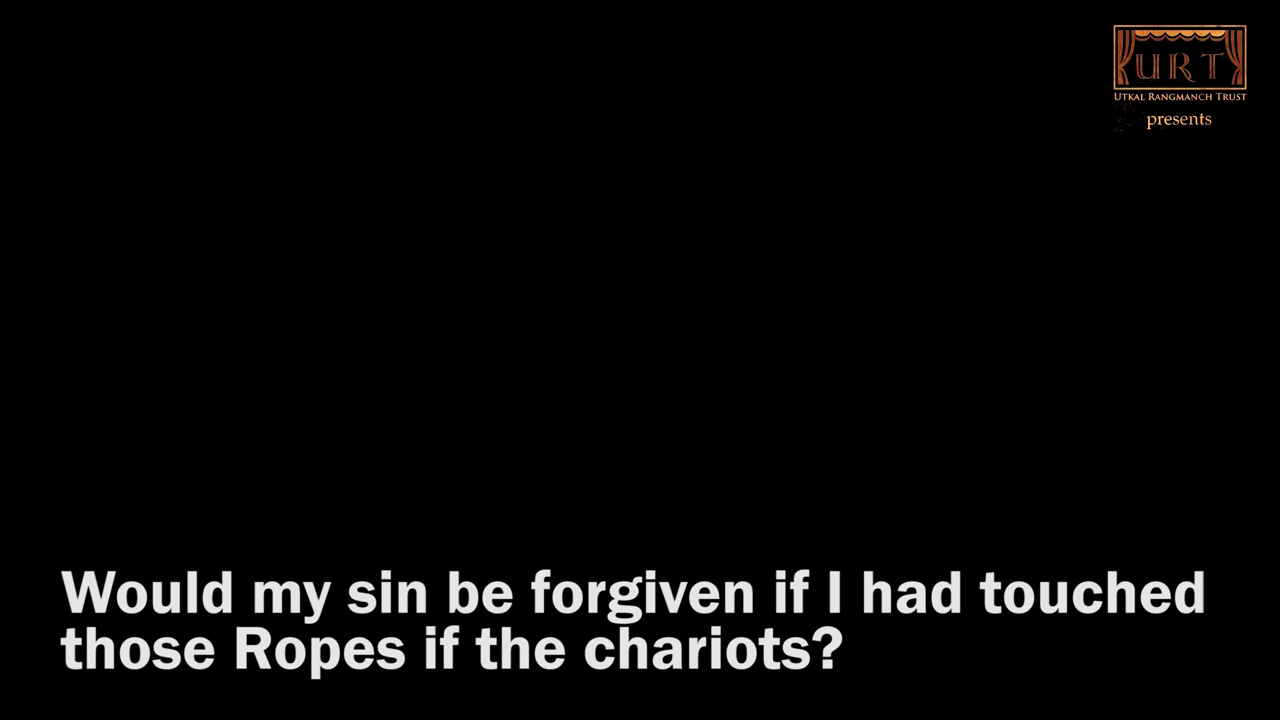 URT
UTKAL RANGMANCH TRUST
presents
Would my sin be forgiven if I had touched
those Ropes if the chariots?